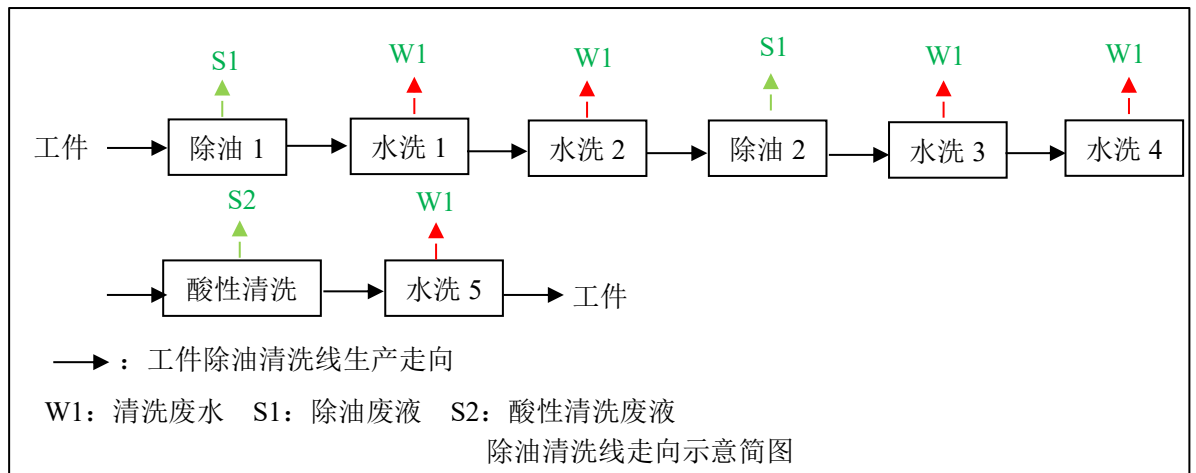 S1 W1 W1 S1 W1 W1
工件 除油 1 水洗 1 水洗 2 除油 2 水洗 3 水洗 4
S2 W1
酸性清洗 水洗 5 工件
：工件除油清洗线生产走向
W1：清洗废水 S1：除油废液 S2：酸性清洗废液
除油清洗线走向示意简图